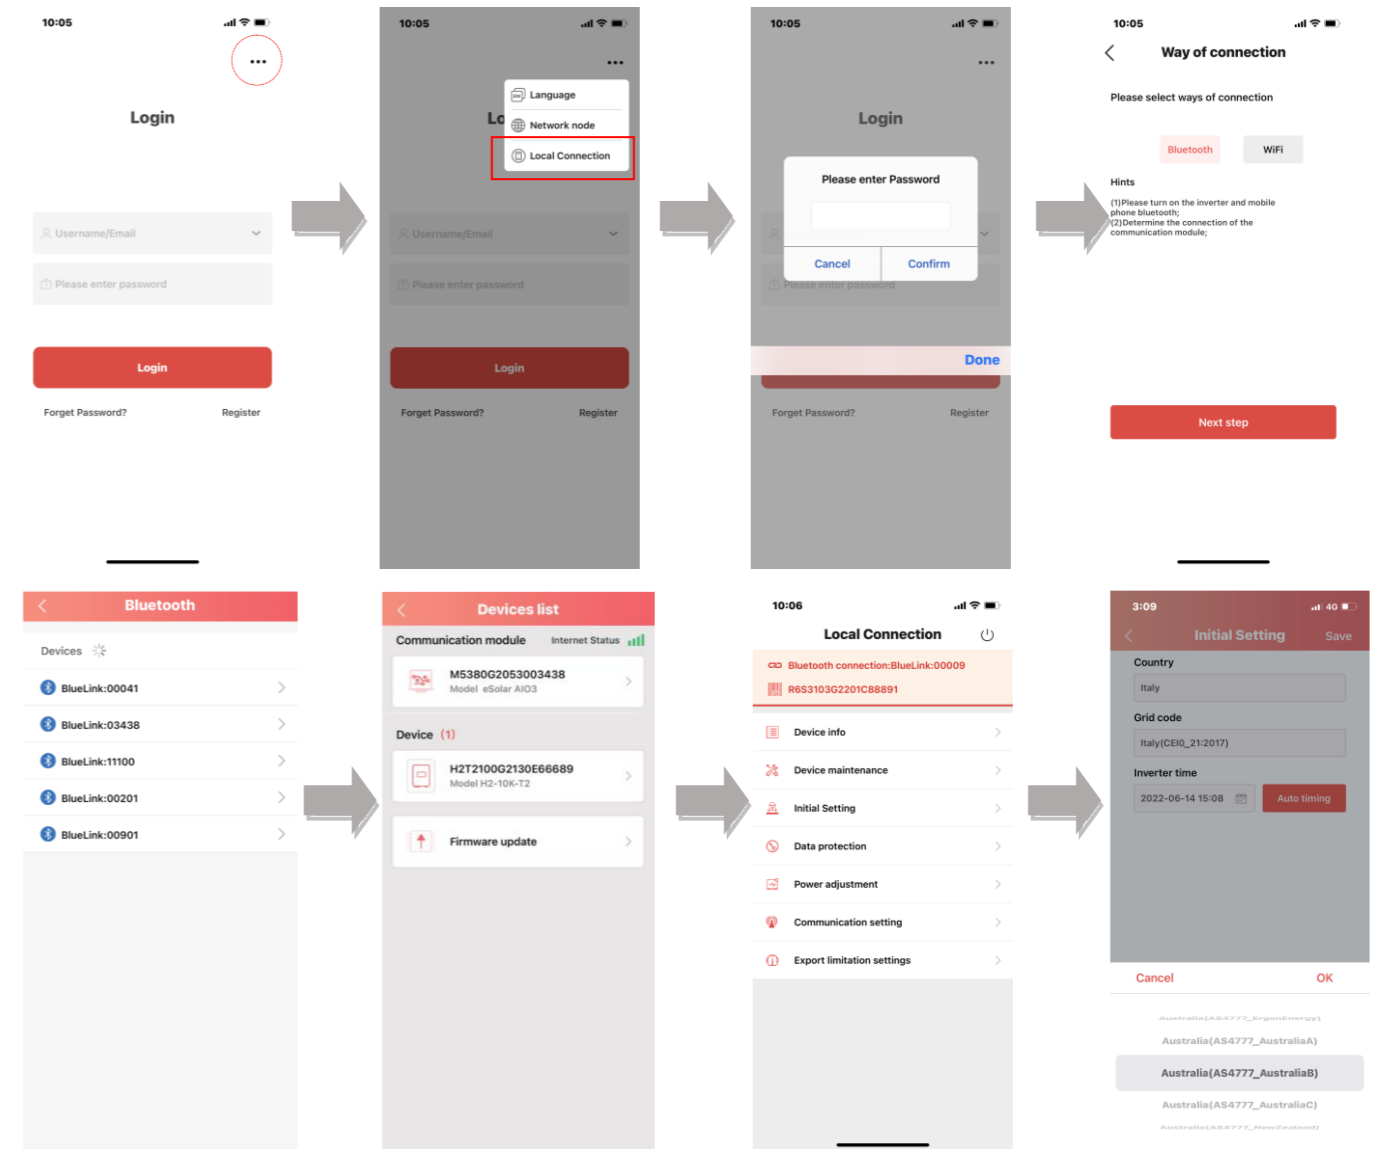 10:05
•••
Login
Username/Email
Please enter password
Login
Forget Password?
Register
10:05
•••
Lo
Language
Network node
Local Connection
Username/Email
Please enter password
Login
Forget Password?
Register
10:05
•••
Login
Please enter Password
Cancel
Confirm
Please enter password
Done
Forget Password?
Register
10:05
Way of connection
Please select ways of connection
Bluetooth
WiFi
Hints
(1)Please turn on the inverter and mobile
phone bluetooth;
(2)Determine the connection of the
communication module;
Next step
Bluetooth
Devices
BlueLink:00041
BlueLink:03438
BlueLink:11100
BlueLink:00201
BlueLink:00901
Devices list
Communication module
Internet Status
M5380G2053003438
Model eSolar AIO3
Device (1)
H2T2100G2130E66689
Model H2-10K-T2
Firmware update
10:06
Local Connection
Bluetooth connection:BlueLink:00009
R6S3103G2201C88891
Device info
Device maintenance
Initial Setting
Data protection
Power adjustment
Communication setting
Export limitation settings
3:09
4G
Initial Setting
Save
Country
Italy
Grid code
Italy(CEI0_21:2017)
Inverter time
2022-06-14 15:08
Auto timing
Cancel
OK
Australia(AS4777_ErgonEnergy)
Australia(AS4777_AustraliaA)
Australia(AS4777_AustraliaB)
Australia(AS4777_AustraliaC)
Australia(AS4777_NewZealand)